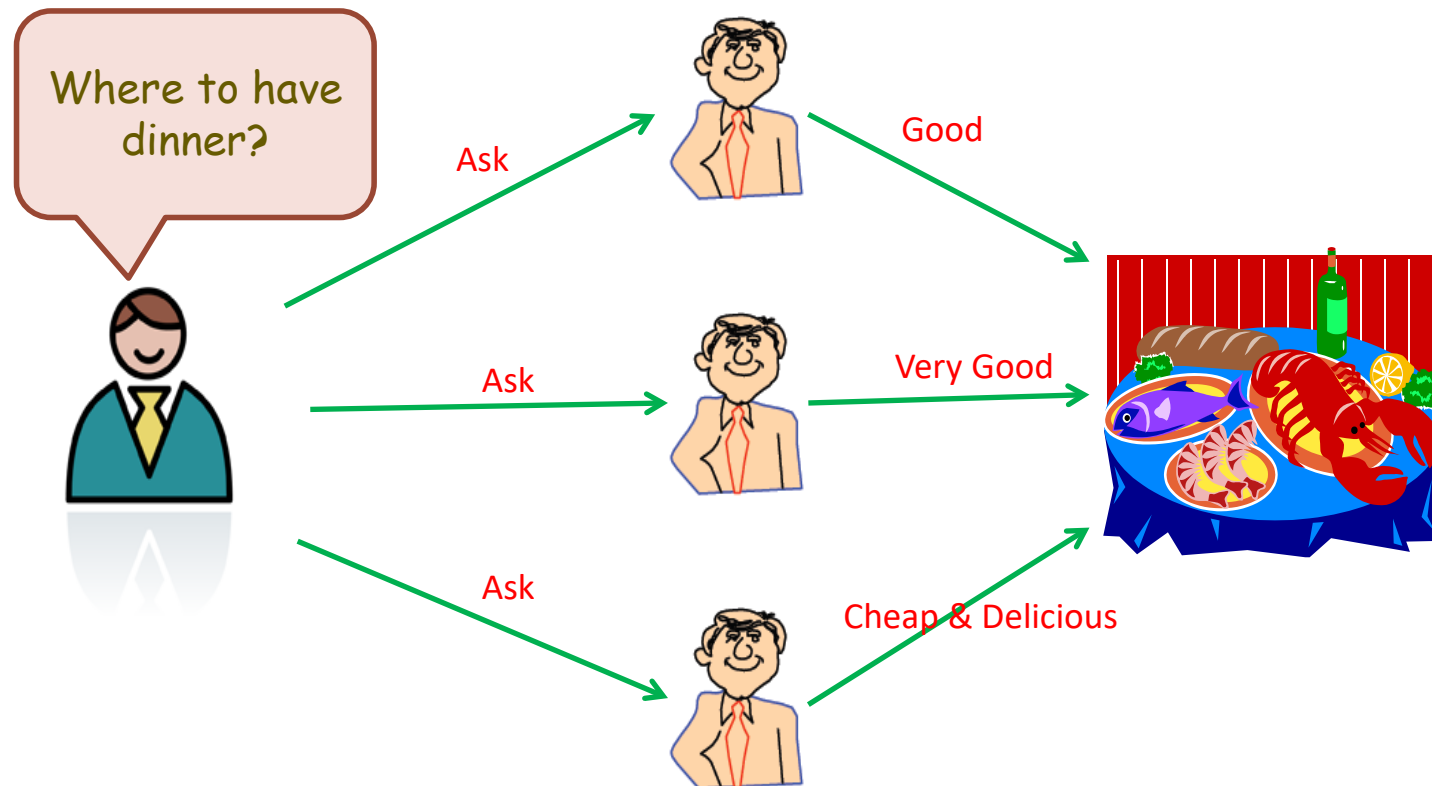 Where to have
dinner?
Ask
Good
Ask
Very Good
Ask
Cheap & Delicious